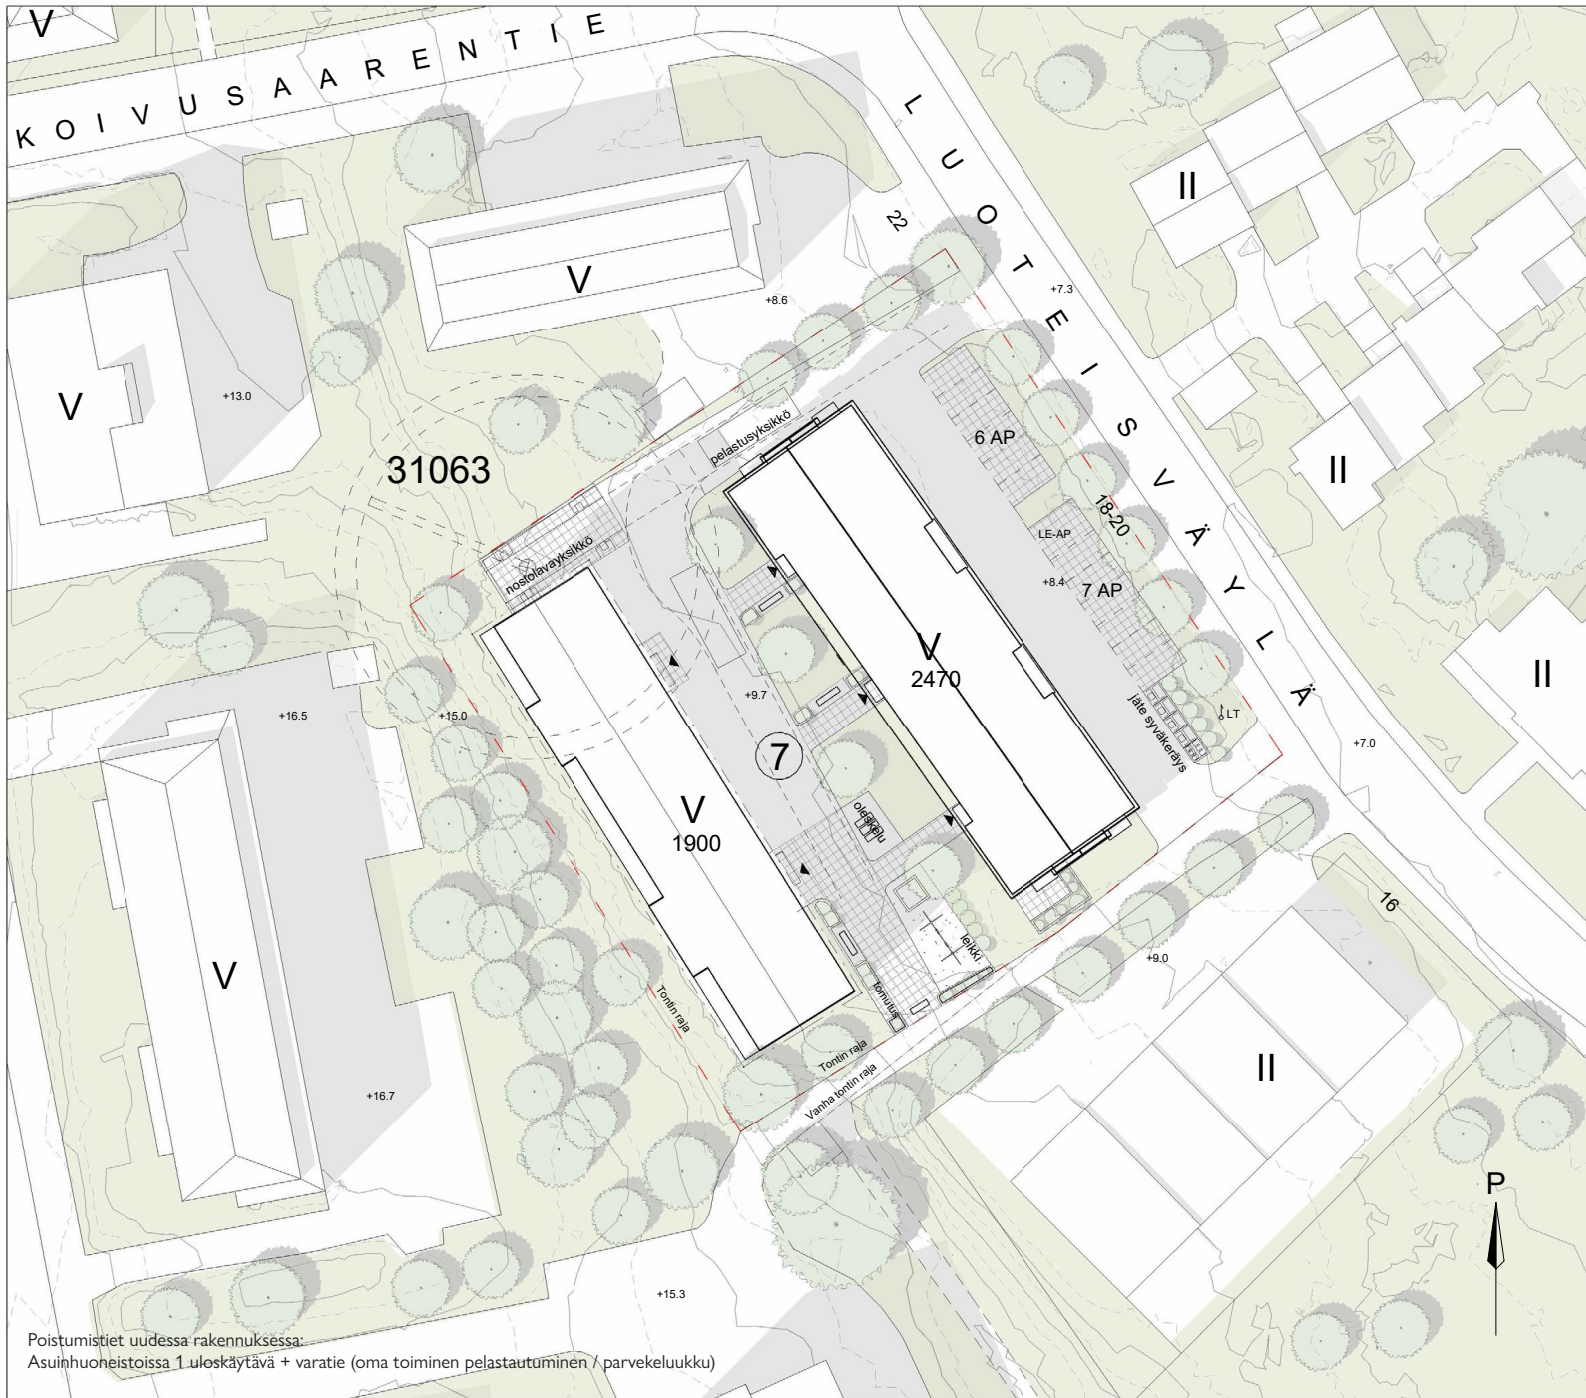 V
KOIVUSAARENTIE
LUOTEISVÄYLÄ
II
22
V
+7.3
+8.6
V
+13.0
31063
pelastusyksikkö
6 AP
II
18-20
nostolavayksikkö
LE-AP
+8.4
7 AP
V
2470
II
+9.7
jäte syväkeräys
LT
+16.5
+15.0
+7.0
7
V
1900
oleskelu
16
leikki
+9.0
V
Tontin raja
tomutus
Tontin raja
II
Vanha tontin raja
+16.7
P
+15.3
Poistumistiet uudessa rakennuksessa:
Asuinhuoneistoissa 1 uloskäytävä + varatie (oma toiminen pelastautuminen / parvekeluukku)